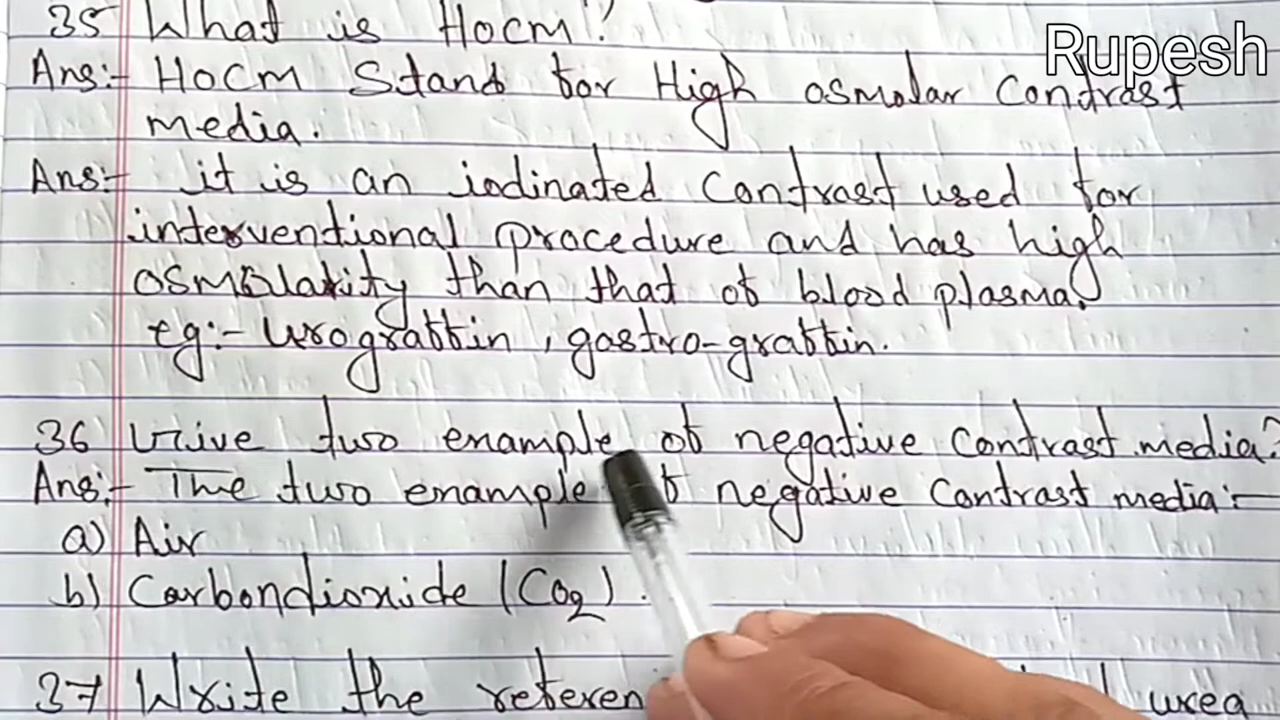 35 What is Hocm?
Rupesh
Ans:- HOCM Stand for High osmolar Contrast
media.
Ans:- it is an iodinated Contrast used for
interventional procedure and has high
osmolarity than that of blood plasma.
eg:- Urograffin, gastro-graffin.
36 Give two example of negative Contrast media?
Ans:- The two example negative Contrast media:-
a) Air
b) Carbondioxide (CO2).
37 Write the urea